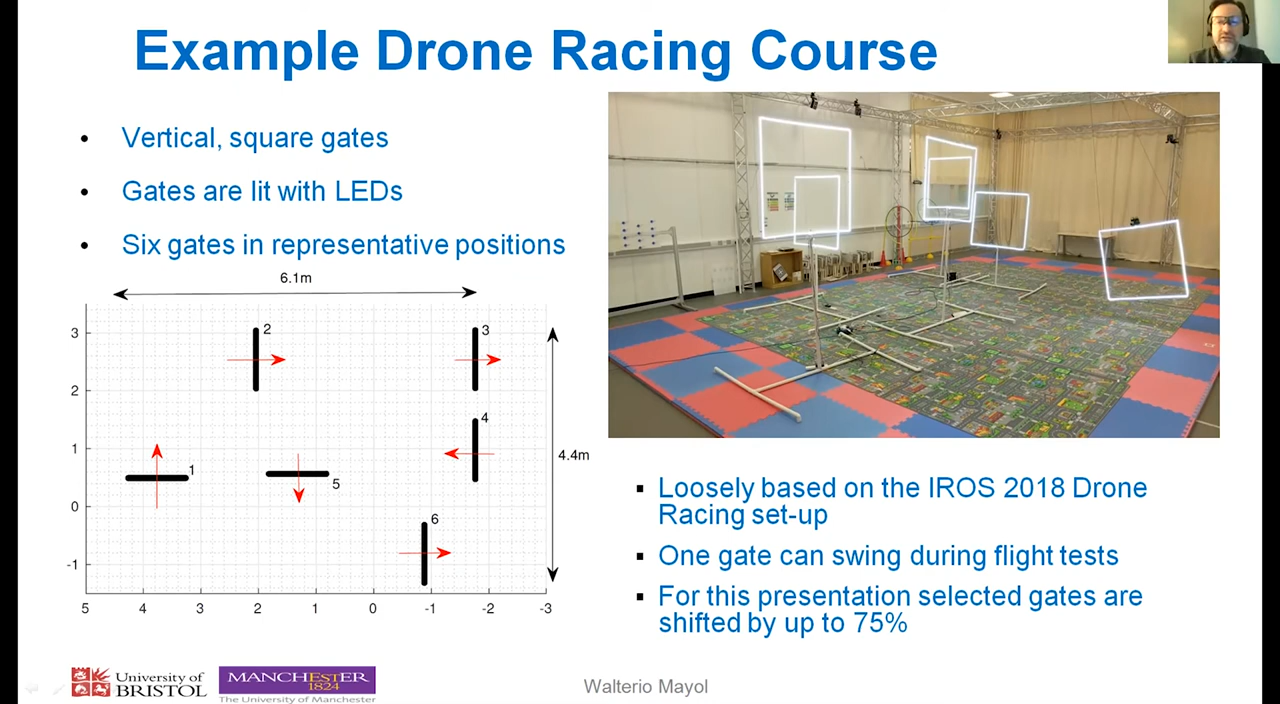 Example Drone Racing Course
• Vertical, square gates
• Gates are lit with LEDs
• Six gates in representative positions
6.1m
3
2
1
0
-1
5 4 3 2 1 0 -1 -2 -3
1
2
3
4
5
6
4.4m
▪ Loosely based on the IROS 2018 Drone
Racing set-up
▪ One gate can swing during flight tests
▪ For this presentation selected gates are
shifted by up to 75%
University of
BRISTOL
MANCHESTER
1824
The University of Manchester
Walterio Mayol